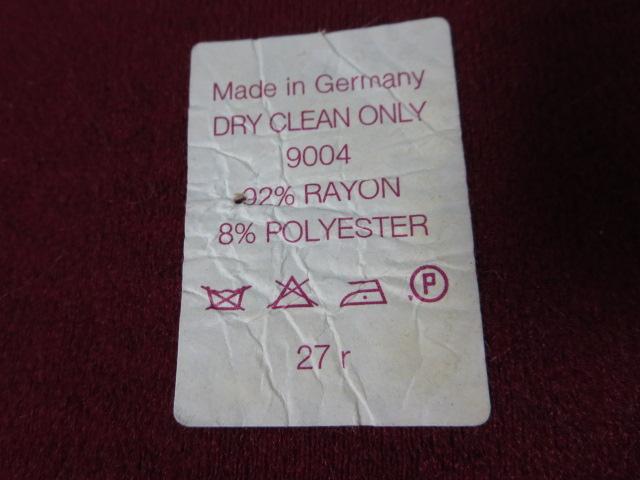 Made in Germany
DRY CLEAN ONLY
9004
92% RAYON
8% POLYESTER
P
27 r